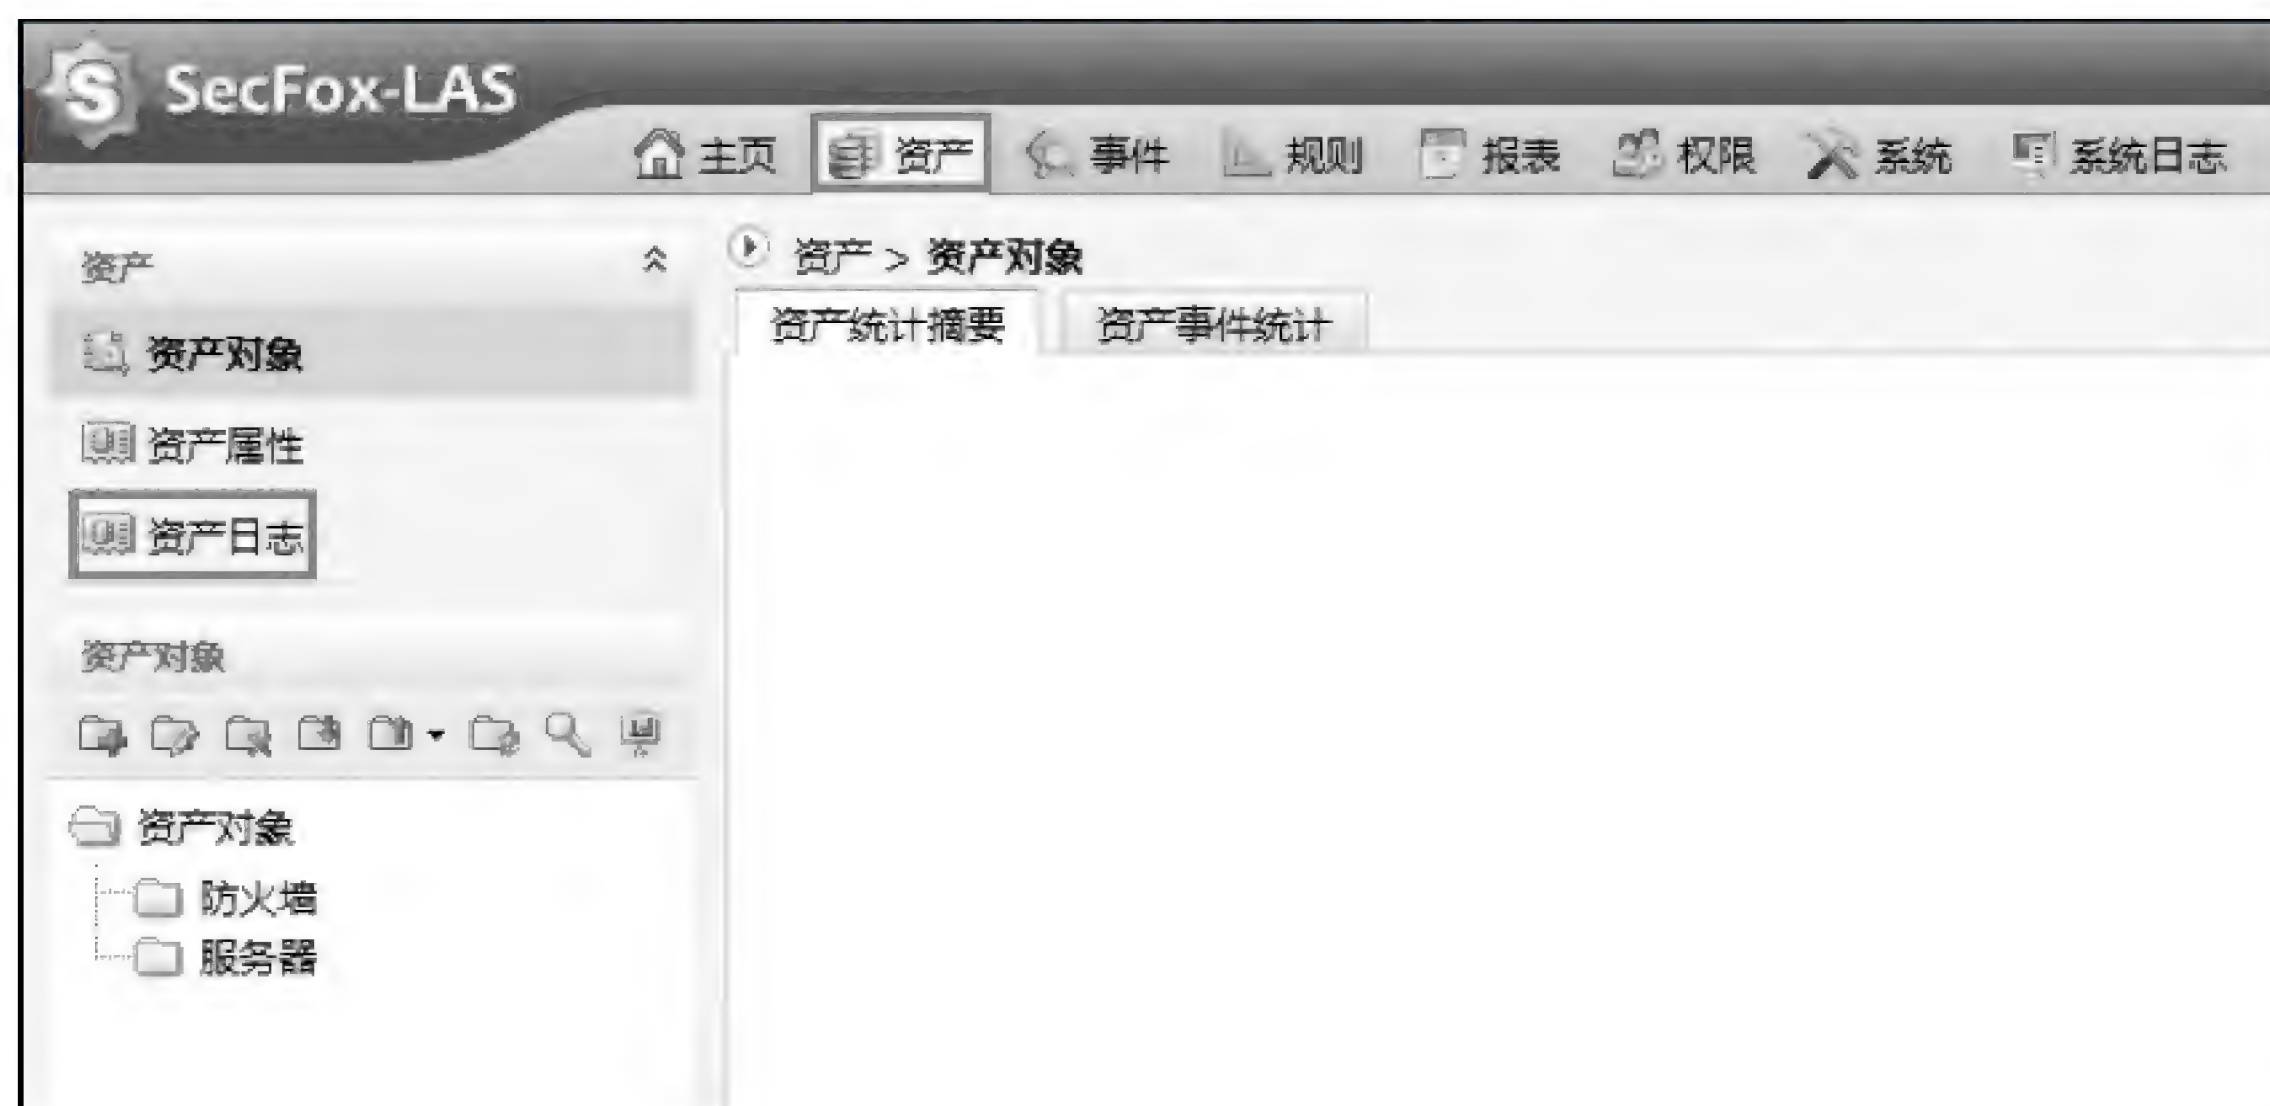 SecFox-LAS
主页 资产 事件 规则 报表 权限 系统 系统日志
资产
资产对象
资产属性
资产日志
资产对象
资产对象
防火墙
服务器
资产 > 资产对象
资产统计摘要 资产事件统计